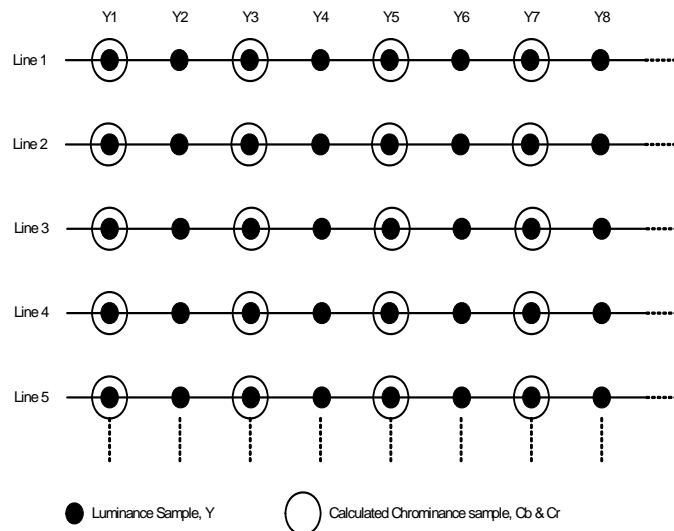 Y1 Y2 Y3 Y4 Y5 Y6 Y7 Y8
Line 1
Line 2
Line 3
Line 4
Line 5
Luminance Sample, Y
Calculated Chrominance sample, Cb & Cr